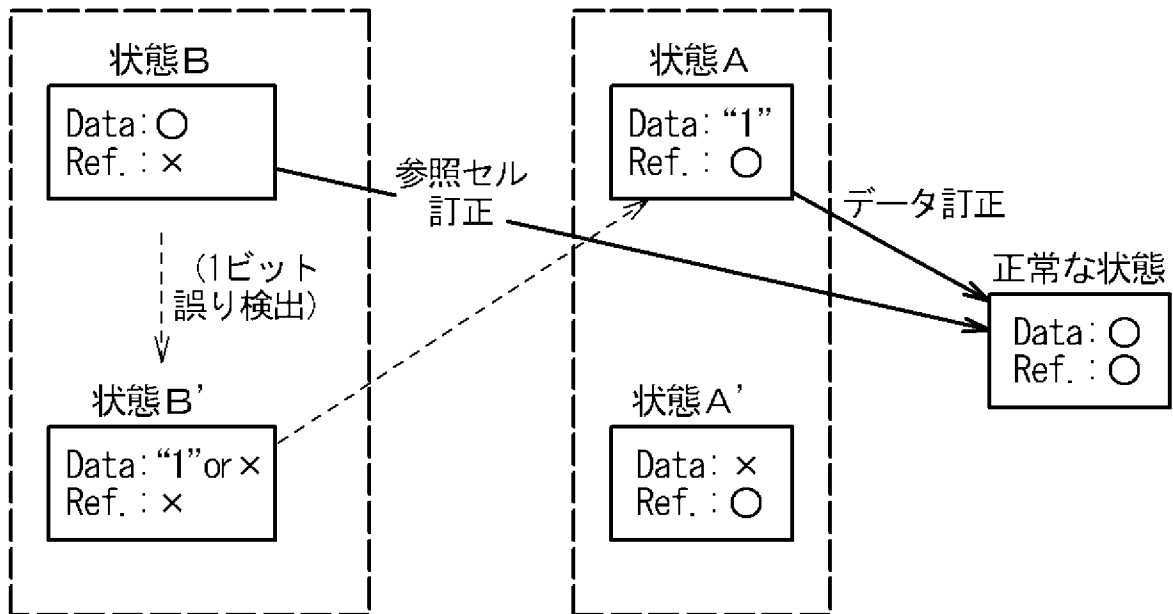 状態B
Data:○
Ref.:×
(1ビット
誤り検出)
状態B’
Data:“1”or×
Ref.:×
参照セル
訂正
状態A
Data:“1”
Ref.:○
データ訂正
状態A’
Data:×
Ref.:○
正常な状態
Data:○
Ref.:○